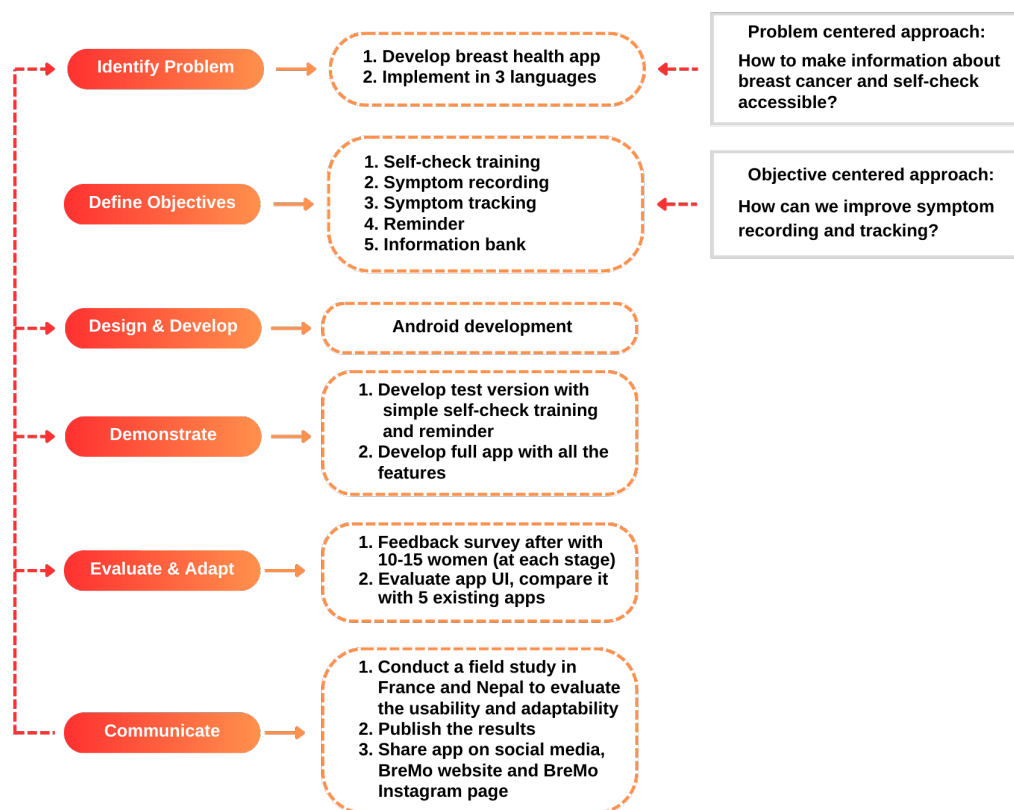 Identify Problem
1. Develop breast health app
2. Implement in 3 languages
Problem centered approach:
How to make information about
breast cancer and self-check
accessible?
Define Objectives
1. Self-check training
2. Symptom recording
3. Symptom tracking
4. Reminder
5. Information bank
Objective centered approach:
How can we improve symptom
recording and tracking?
Design & Develop
Android development
Demonstrate
1. Develop test version with
simple self-check training
and reminder
2. Develop full app with all the
features
Evaluate & Adapt
1. Feedback survey after with
10-15 women (at each stage)
2. Evaluate app UI, compare it
with 5 existing apps
Communicate
1. Conduct a field study in
France and Nepal to evaluate
the usability and adaptability
2. Publish the results
3. Share app on social media,
BreMo website and BreMo
Instagram page